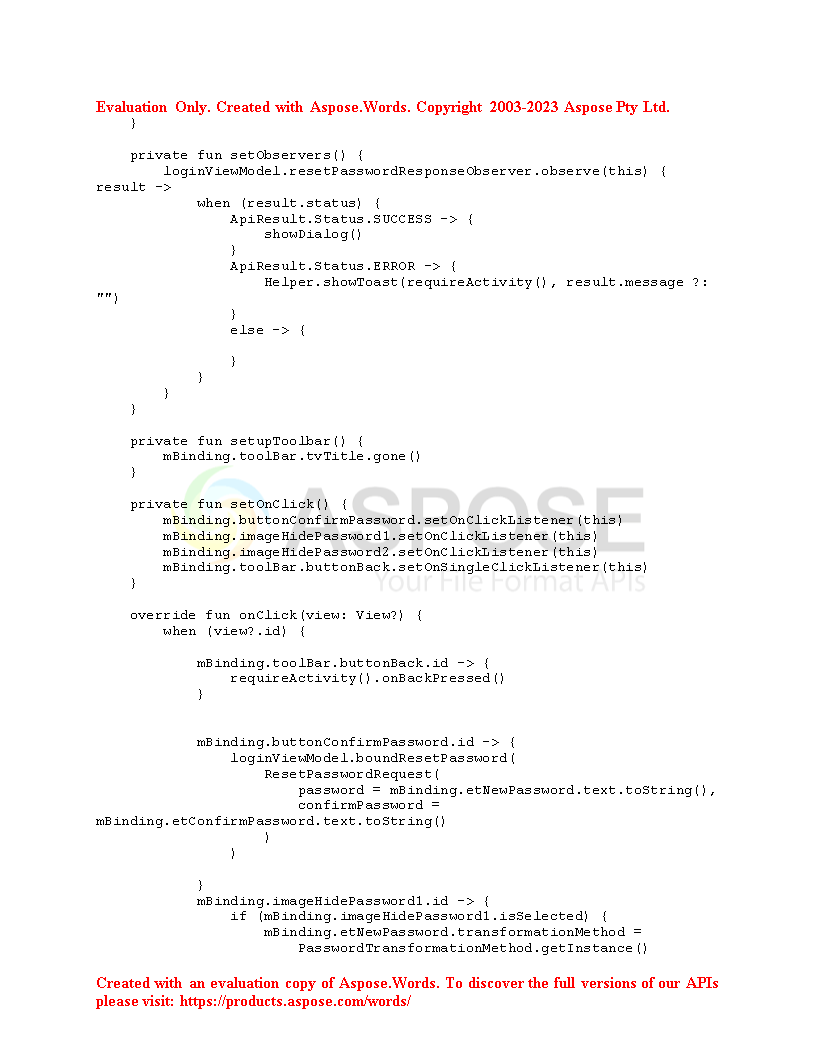 Evaluation Only. Created with Aspose.Words. Copyright 2003-2023 Aspose Pty Ltd.
    }

    private fun setObservers() {
        loginViewModel.resetPasswordResponseObserver.observe(this) {
result ->
            when (result.status) {
                ApiResult.Status.SUCCESS -> {
                    showDialog()
                }
                ApiResult.Status.ERROR -> {
                    Helper.showToast(requireActivity(), result.message ?:
"")
                }
                else -> {

                }
            }
        }
    }

    private fun setupToolbar() {
        mBinding.toolBar.tvTitle.gone()
    }

    private fun setOnClick() {
        mBinding.buttonConfirmPassword.setOnClickListener(this)
        mBinding.imageHidePassword1.setOnClickListener(this)
        mBinding.imageHidePassword2.setOnClickListener(this)
        mBinding.toolBar.buttonBack.setOnSingleClickListener(this)
    }
ASPOSE
Your File Format APIs

    override fun onClick(view: View?) {
        when (view?.id) {

            mBinding.toolBar.buttonBack.id -> {
                requireActivity().onBackPressed()
            }


            mBinding.buttonConfirmPassword.id -> {
                loginViewModel.boundResetPassword(
                    ResetPasswordRequest(
                        password = mBinding.etNewPassword.text.toString(),
                        confirmPassword =
mBinding.etConfirmPassword.text.toString()
                    )
                )

            }
            mBinding.imageHidePassword1.id -> {
                if (mBinding.imageHidePassword1.isSelected) {
                    mBinding.etNewPassword.transformationMethod =
                        PasswordTransformationMethod.getInstance()

Created with an evaluation copy of Aspose.Words. To discover the full versions of our APIs
please visit: https://products.aspose.com/words/